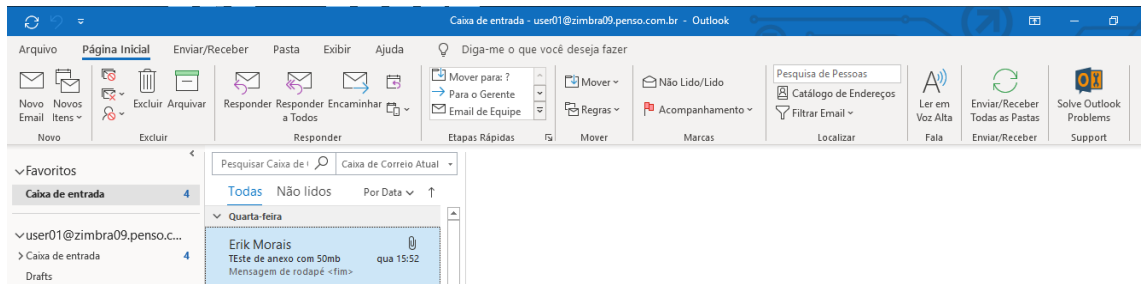 Caixa de entrada - user01@zimbra09.penso.com.br - Outlook
Arquivo Página Inicial Enviar/Receber Pasta Exibir Ajuda Diga-me o que você deseja fazer
Novo Email
Novos Itens
Excluir
Arquivar
Responder
Responder a Todos
Encaminhar
Mover para: ?
Para o Gerente
Email de Equipe
Mover
Regras
Não Lido/Lido
Acompanhamento
Pesquisa de Pessoas
Catálogo de Endereços
Filtrar Email
Ler em Voz Alta
Enviar/Receber Todas as Pastas
Solve Outlook Problems
Novo Excluir Responder Etapas Rápidas Mover Marcas Localizar Fala Enviar/Receber Support
Favoritos
Caixa de entrada 4
user01@zimbra09.penso.c...
Caixa de entrada 4
Drafts
Pesquisar Caixa de Caixa de Correio Atual
Todas Não lidos Por Data
Quarta-feira
Erik Morais
TEste de anexo com 50mb qua 15:52
Mensagem de rodapé <fim>